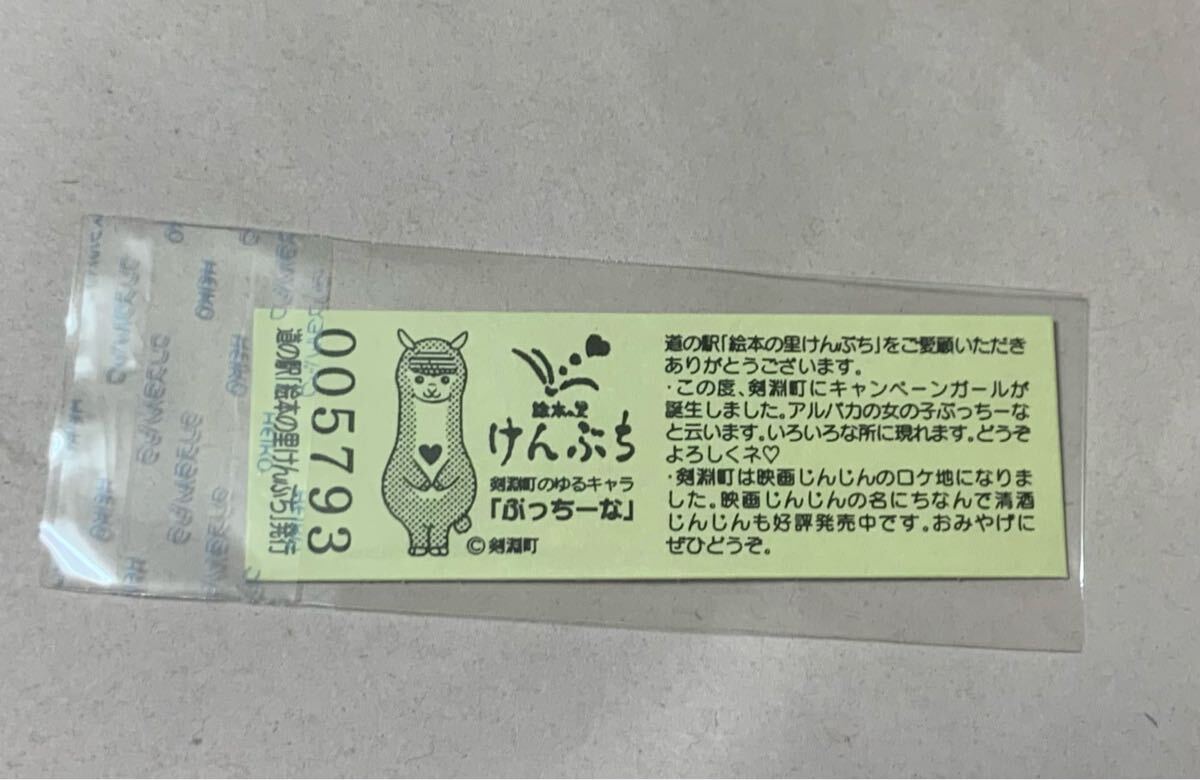 道の駅「絵本の里けんぶち」発行
005793
絵本の里
けんぶち
剣淵町のゆるキャラ
「ぷっちーな」
©剣淵町
道の駅「絵本の里けんぶち」をご愛顧いただき
ありがとうございます。
・この度、剣淵町にキャンペーンガールが
誕生しました。アルパカの女の子ぷっちーな
と云います。いろいろな所に現れます。どうぞ
よろしくネ♡
・剣淵町は映画じんじんのロケ地になりま
した。映画じんじんの名にちなんで清酒
じんじんも好評発売中です。おみやげに
ぜひどうぞ。
HEIKO
HEIKO
HEIKO
HEIKO
HEIKO